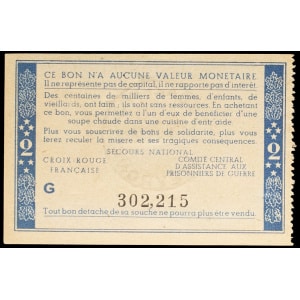 CE BON N'A AUCUNE VALEUR MONETAIRE
Il ne représente pas de capital, il ne rapporte pas d'interêt.
Des centaines de milliers de femmes, d'enfants, de
vieillards, ont faim ; ils sont sans ressources. En achetant
ce bon, vous permettez a l'un d'eux de bénéficier d'une
soupe chaude dans une cuisine d'entr'aide.
Plus vous souscrirez de bons de solidarité, plus vous
ferez reculer la misère et ses tragiques conséquences.
SECOURS NATIONAL
CROIX ROUGE
FRANÇAISE
COMITÉ CENTRAL
D'ASSISTANCE AUX
PRISONNIERS DE GUERRE
2
2
G
302,215
Tout bon détaché de sa souche ne pourra plus être vendu.